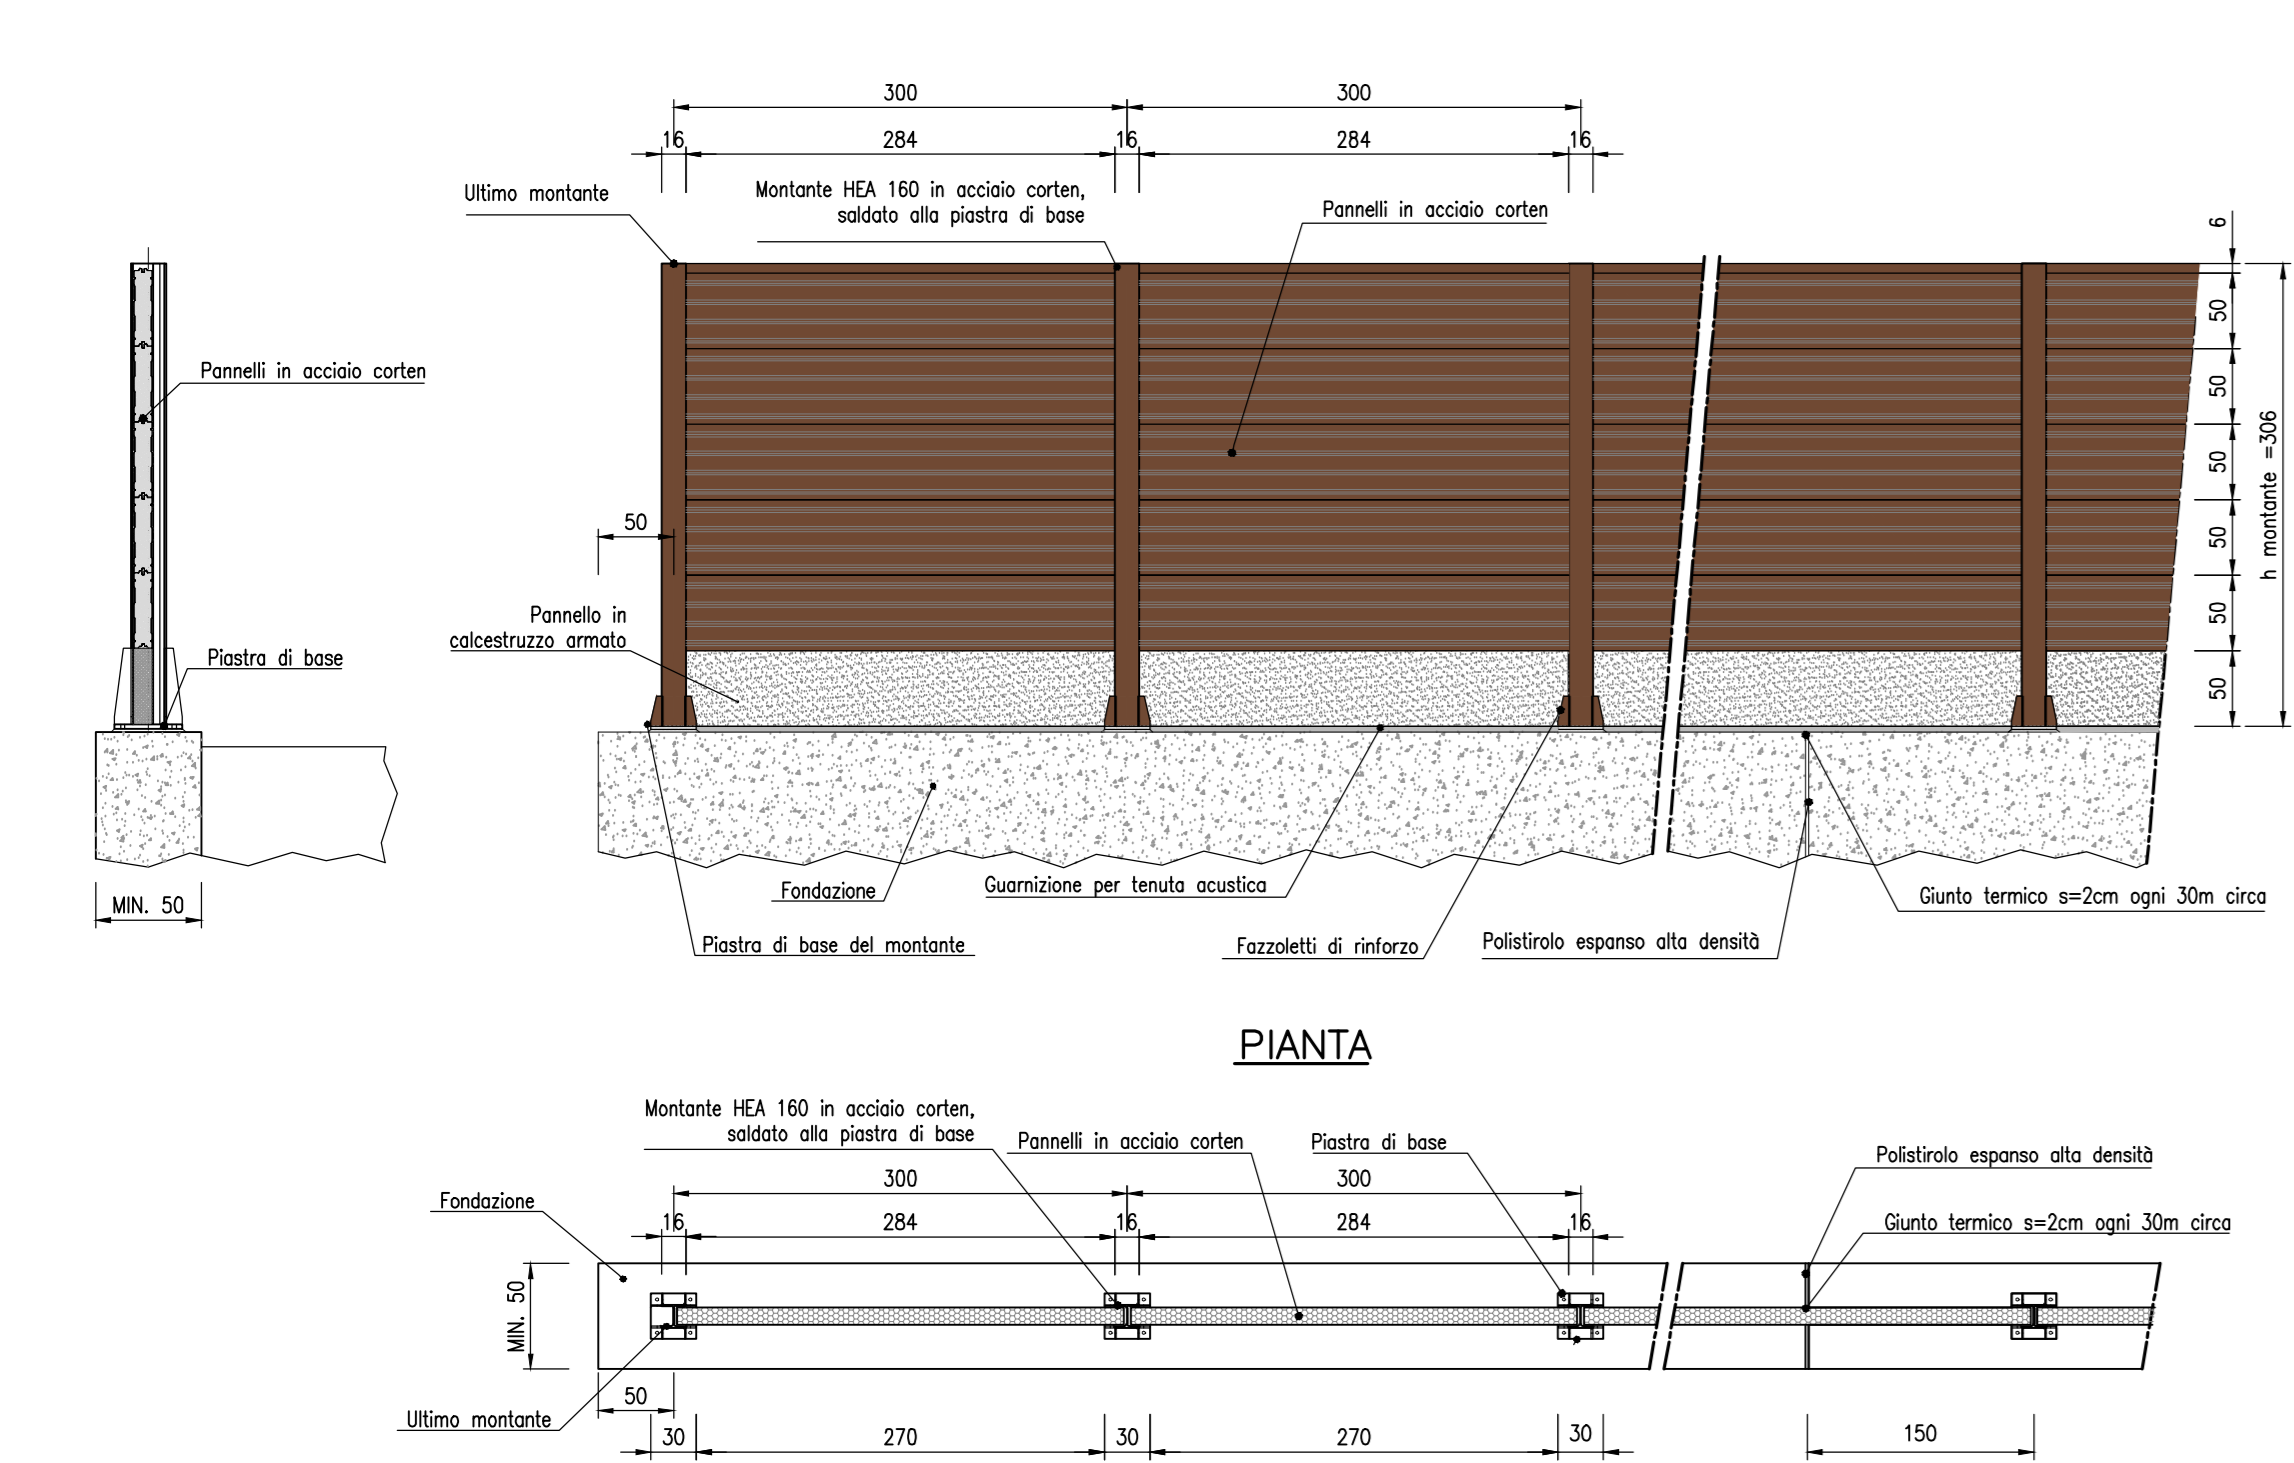 300
300
16
284
16
284
16
Ultimo montante
Montante HEA 160 in acciaio corten,
saldato alla piastra di base
Pannelli in acciaio corten
6
50
50
50
50
50
50
h montante =306
Pannelli in acciaio corten
50
Pannello in
calcestruzzo armato
Piastra di base
MIN. 50
Fondazione
Guarnizione per tenuta acustica
Giunto termico s=2cm ogni 30m circa
Piastra di base del montante
Fazzoletti di rinforzo
Polistirolo espanso alta densità
PIANTA
Montante HEA 160 in acciaio corten,
saldato alla piastra di base
Pannelli in acciaio corten
Piastra di base
Polistirolo espanso alta densità
300
300
Fondazione
16
284
16
284
16
Giunto termico s=2cm ogni 30m circa
MIN. 50
50
Ultimo montante
30
270
30
270
30
150